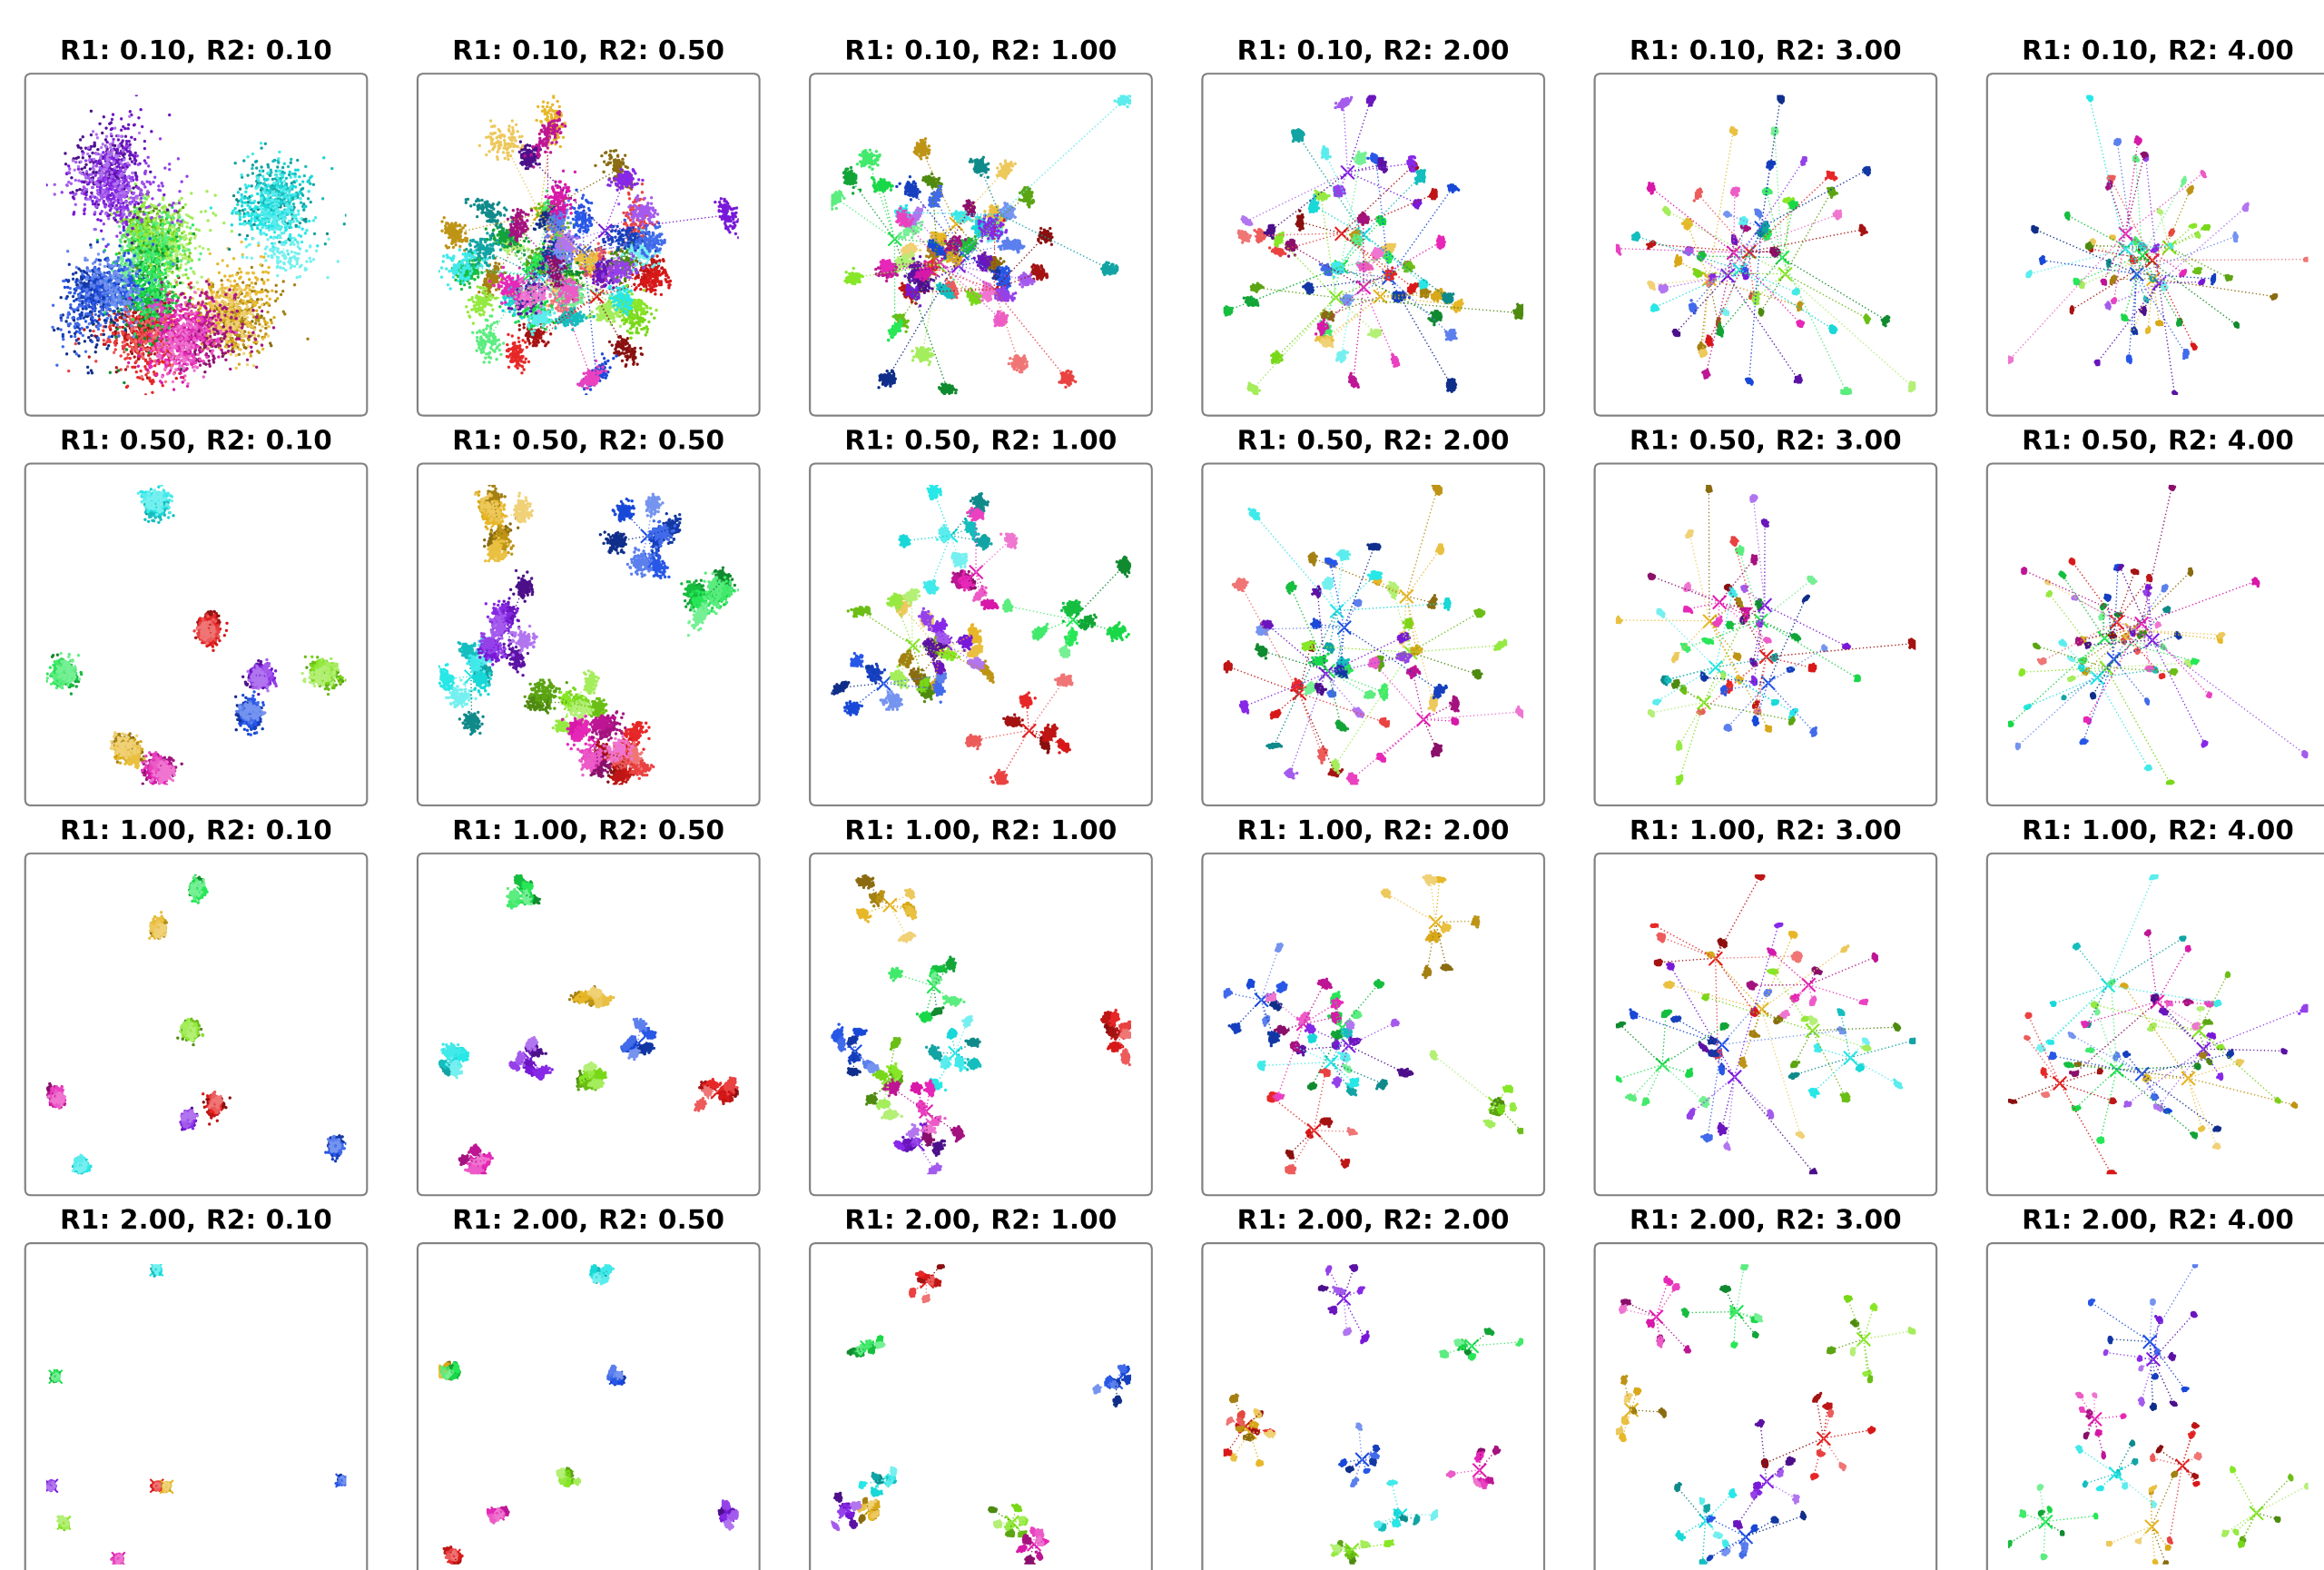 R1: 0.10, R2: 0.10
R1: 0.10, R2: 0.50
R1: 0.10, R2: 1.00
R1: 0.10, R2: 2.00
R1: 0.10, R2: 3.00
R1: 0.10, R2: 4.00
R1: 0.50, R2: 0.10
R1: 0.50, R2: 0.50
R1: 0.50, R2: 1.00
R1: 0.50, R2: 2.00
R1: 0.50, R2: 3.00
R1: 0.50, R2: 4.00
R1: 1.00, R2: 0.10
R1: 1.00, R2: 0.50
R1: 1.00, R2: 1.00
R1: 1.00, R2: 2.00
R1: 1.00, R2: 3.00
R1: 1.00, R2: 4.00
R1: 2.00, R2: 0.10
R1: 2.00, R2: 0.50
R1: 2.00, R2: 1.00
R1: 2.00, R2: 2.00
R1: 2.00, R2: 3.00
R1: 2.00, R2: 4.00